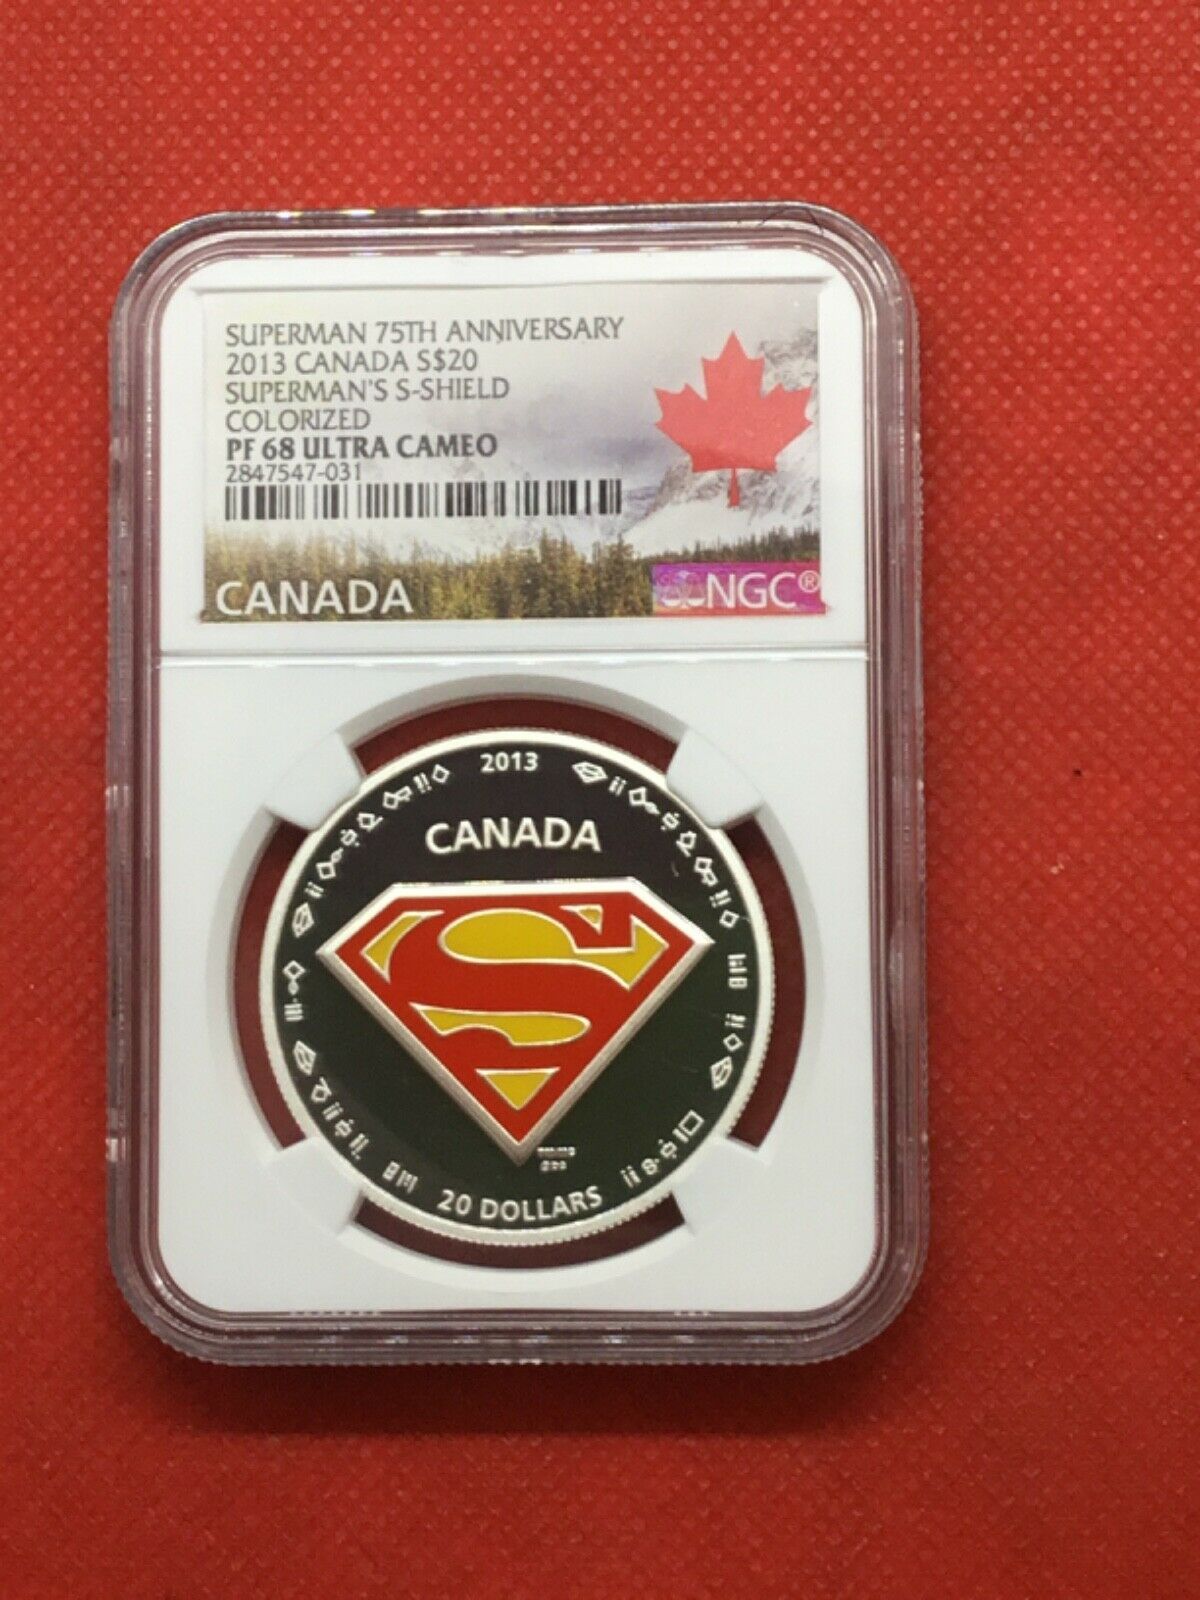 SUPERMAN 75TH ANNIVERSARY
2013 CANADA S$20
SUPERMAN'S S-SHIELD
COLORIZED
PF 68 ULTRA CAMEO
2847547-031
CANADA
NGC®
2013
CANADA
S
20 DOLLARS